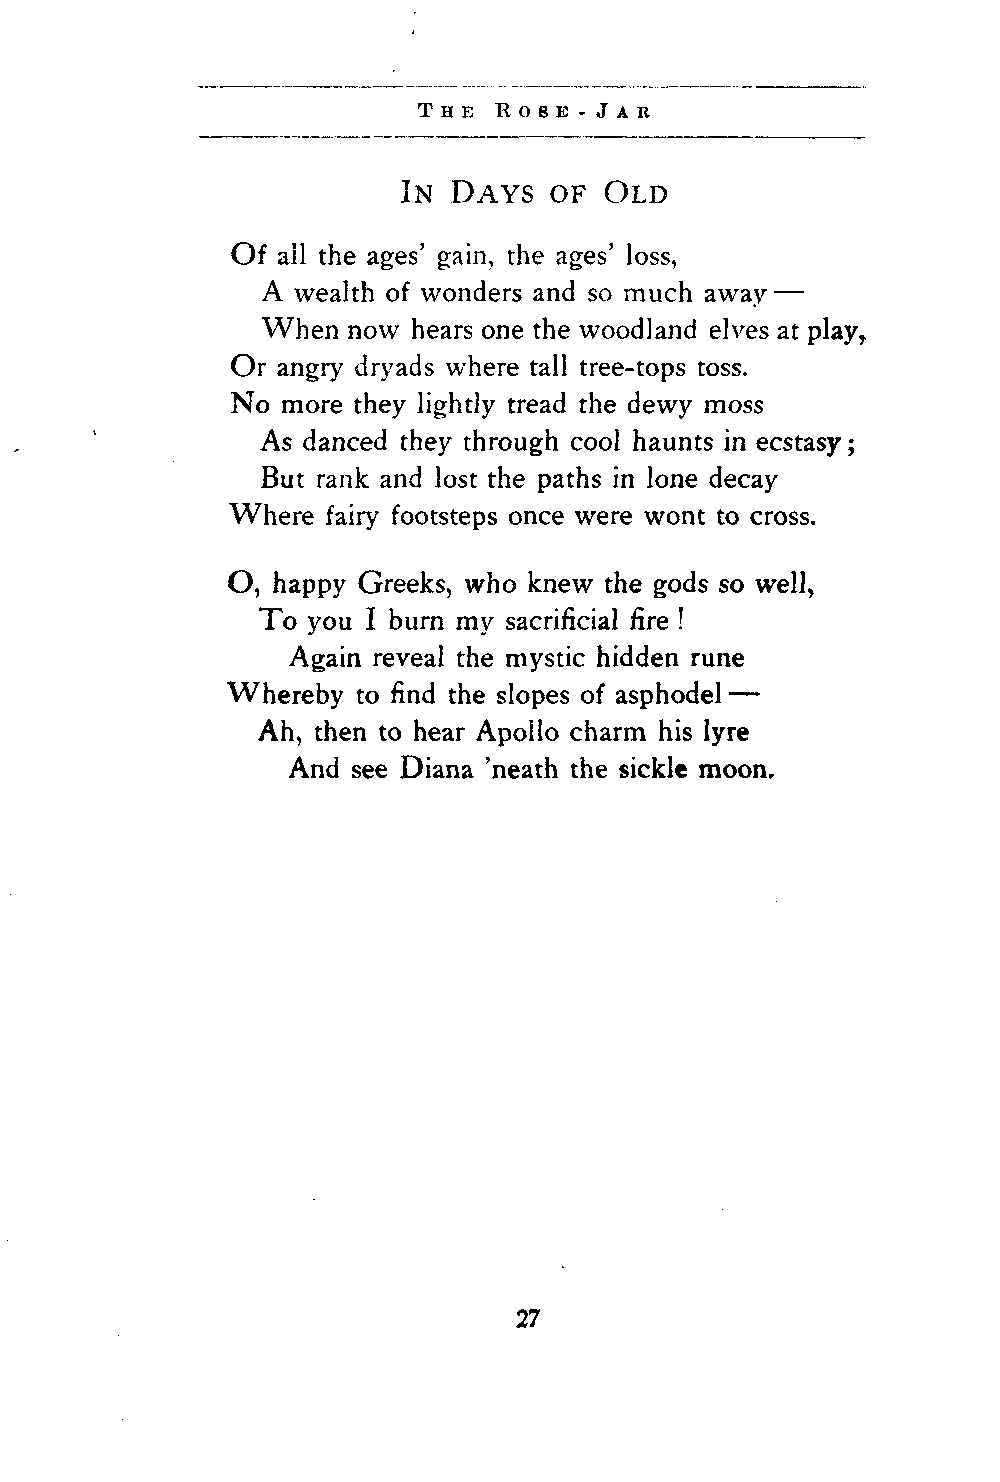 THE ROSE-JAR
IN DAYS OF OLD
Of all the ages' gain, the ages' loss,
A wealth of wonders and so much away —
When now hears one the woodland elves at play,
Or angry dryads where tall tree-tops toss.
No more they lightly tread the dewy moss
As danced they through cool haunts in ecstasy;
But rank and lost the paths in lone decay
Where fairy footsteps once were wont to cross.
O, happy Greeks, who knew the gods so well,
To you I burn my sacrificial fire !
Again reveal the mystic hidden rune
Whereby to find the slopes of asphodel —
Ah, then to hear Apollo charm his lyre
And see Diana 'neath the sickle moon.
27